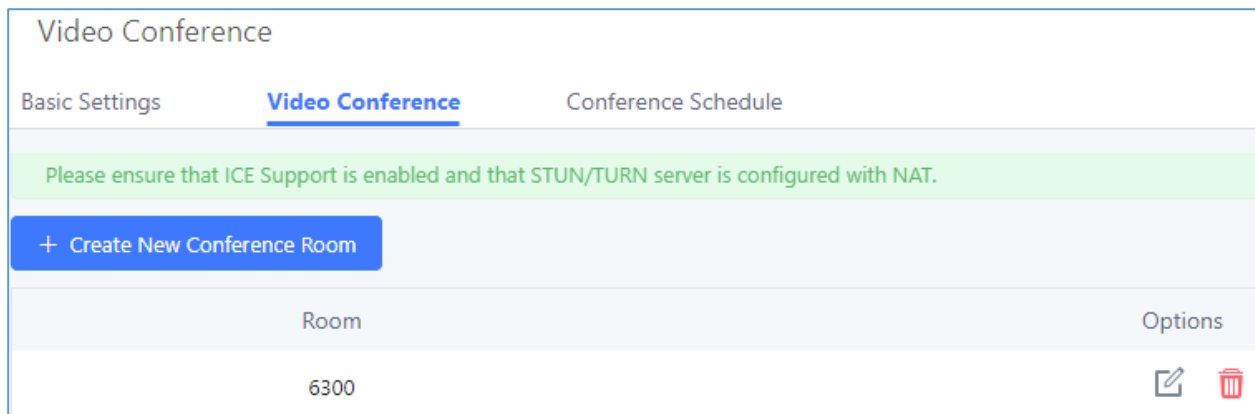 Video Conference
Basic Settings Video Conference Conference Schedule
Please ensure that ICE Support is enabled and that STUN/TURN server is configured with NAT.
+ Create New Conference Room
Room Options
6300